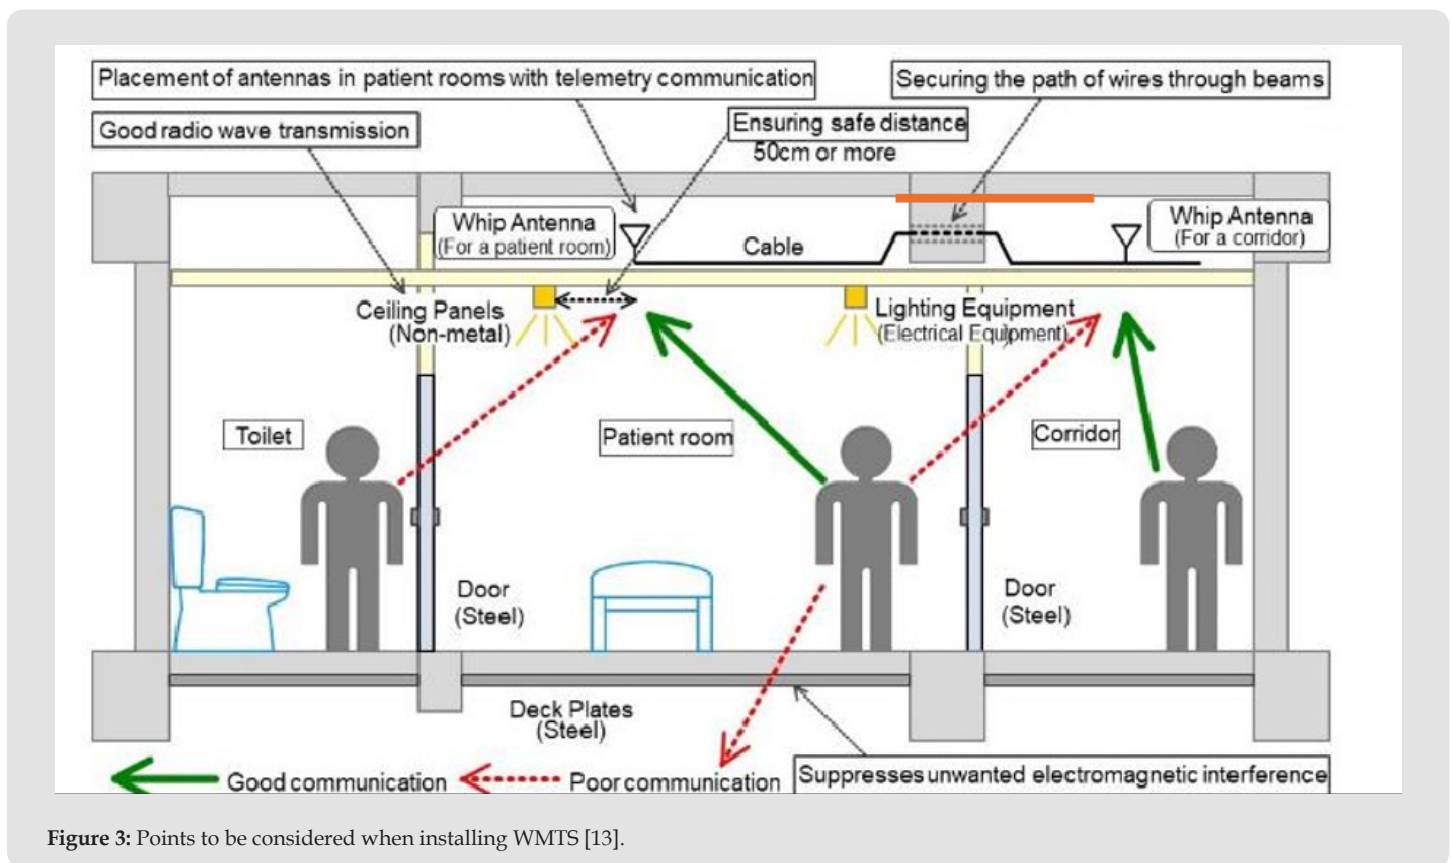 Placement of antennas in patient rooms with telemetry communication
Securing the path of wires through beams
Good radio wave transmission
Ensuring safe distance
50cm or more
Whip Antenna
(For a patient room)
Cable
Whip Antenna
(For a corridor)
Ceiling Panels
(Non-metal)
Lighting Equipment
(Electrical Equipment)
Toilet
Patient room
Corridor
Door
(Steel)
Door
(Steel)
Deck Plates
(Steel)
Good communication
Poor communication
Suppresses unwanted electromagnetic interference
Figure 3: Points to be considered when installing WMTS [13].